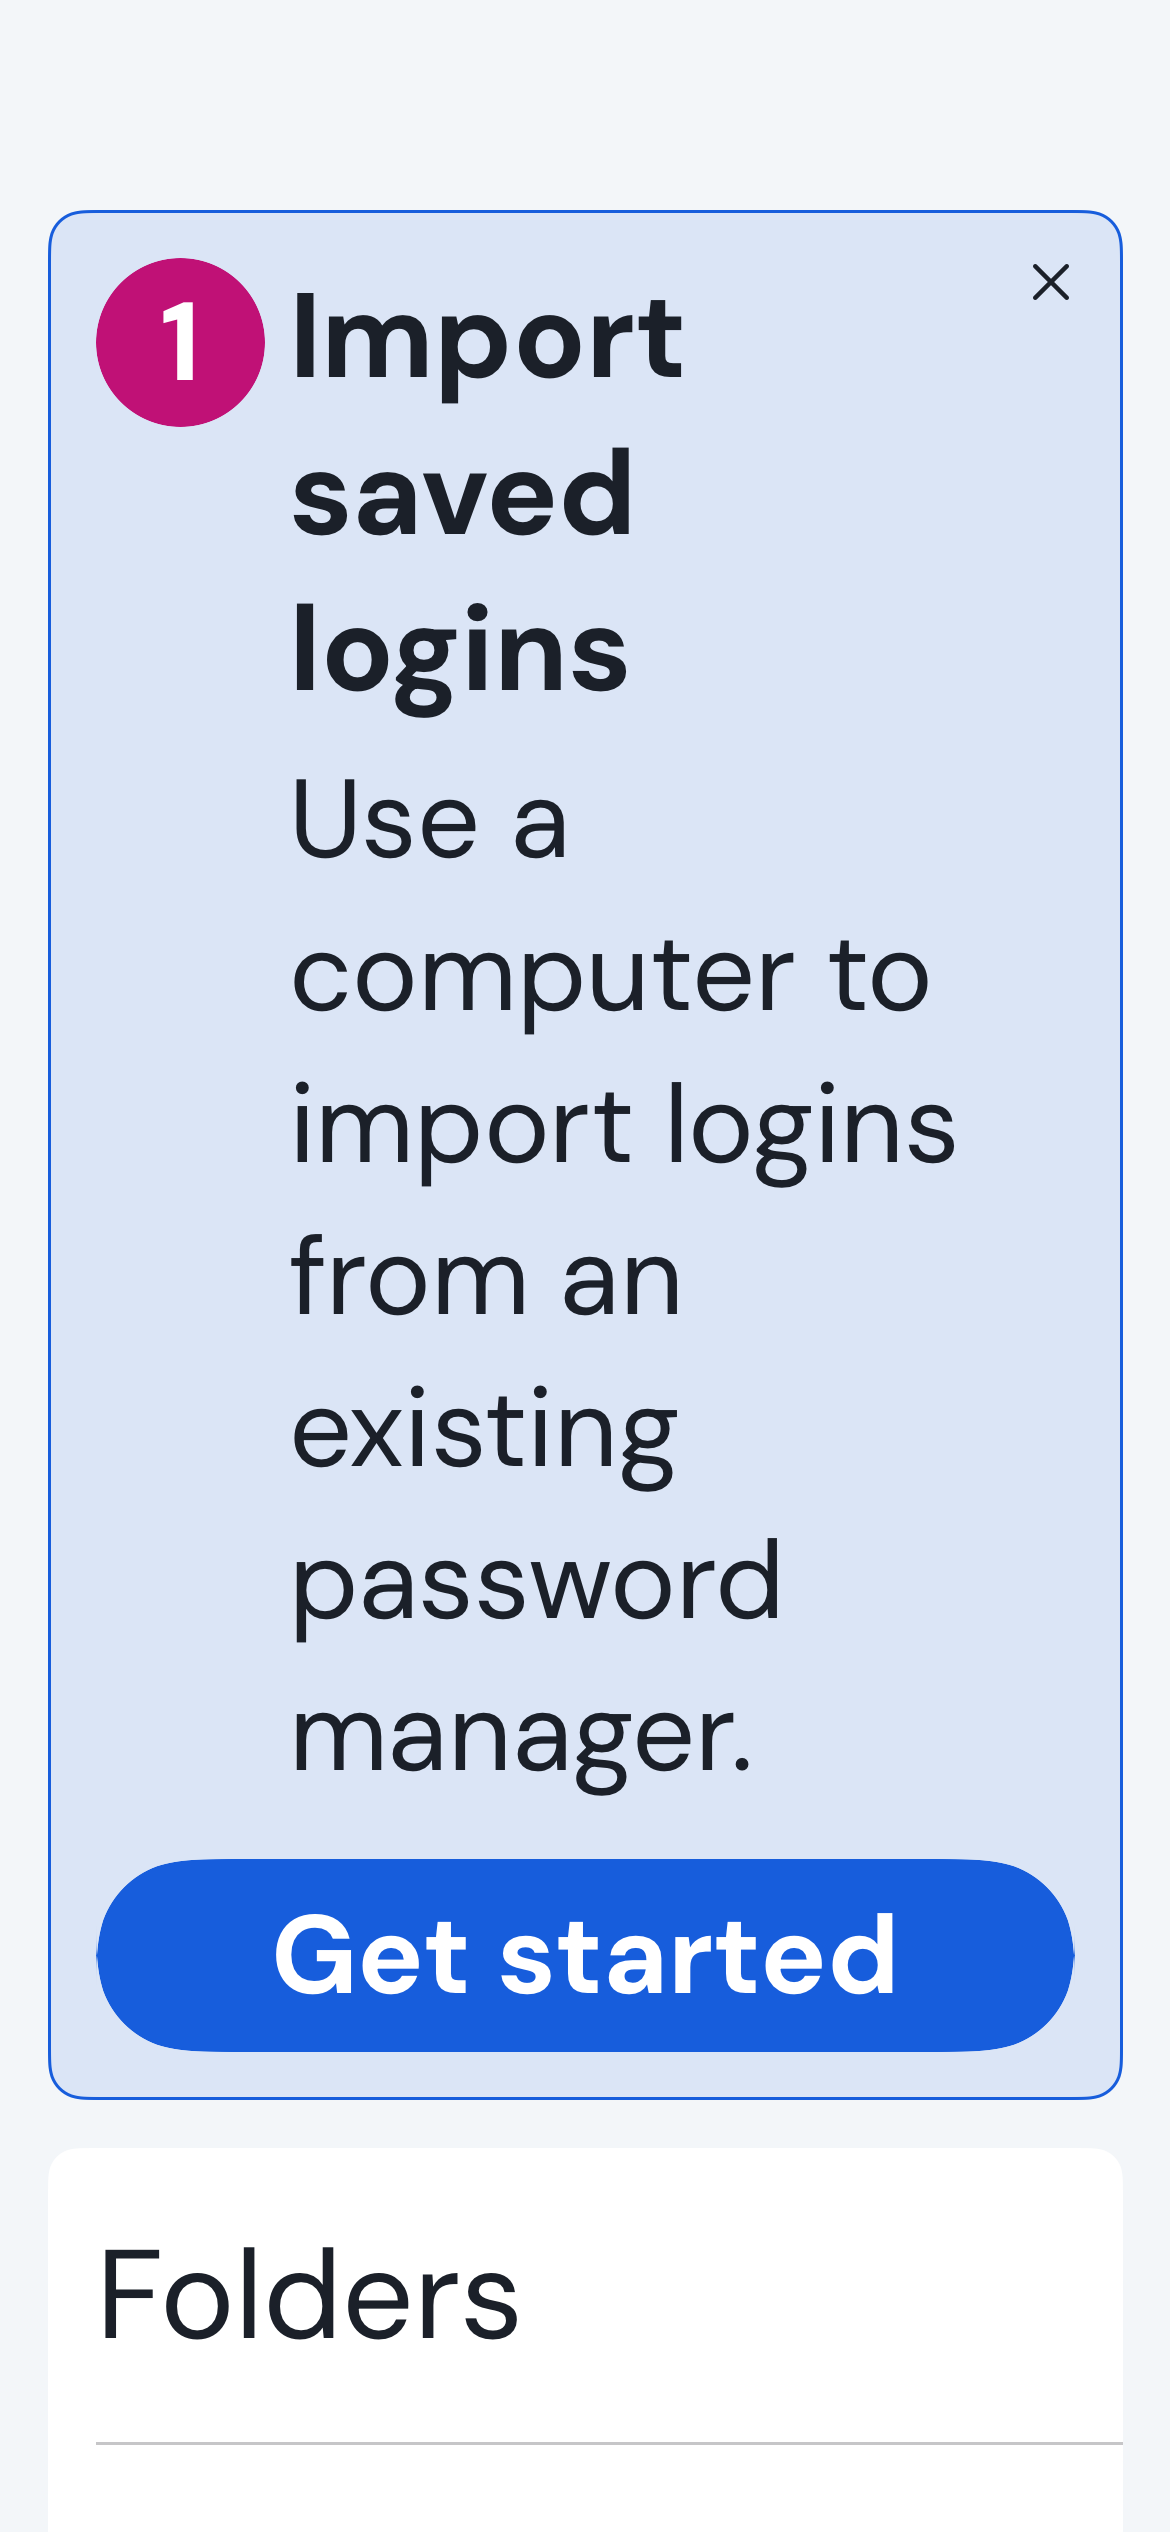 1
Import
saved
logins
Use a
computer to
import logins
from an
existing
password
manager.
Get started
Folders